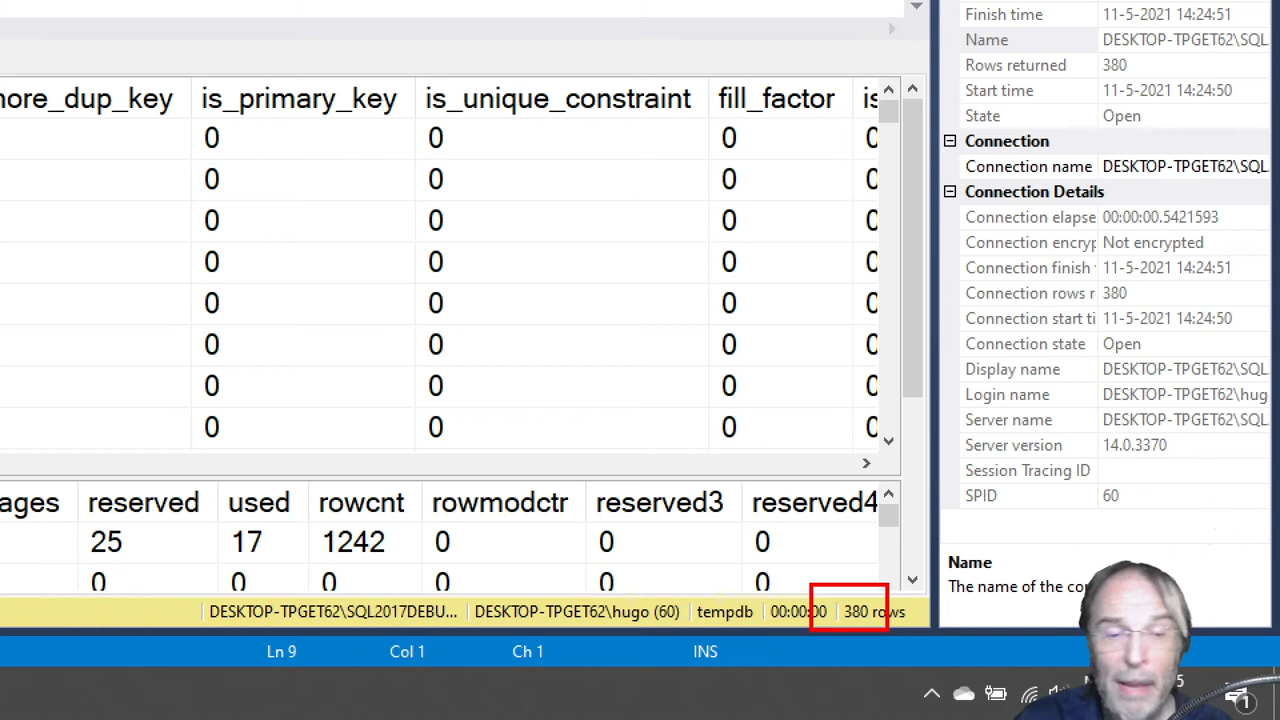 Finish time 11-5-2021 14:24:51
Name DESKTOP-TPGET62\SQL
Rows returned 380
Start time 11-5-2021 14:24:50
State Open
Connection
Connection name DESKTOP-TPGET62\SQL
Connection Details
Connection elapse 00:00:00.5421593
Connection encryp Not encrypted
Connection finish 11-5-2021 14:24:51
Connection rows r 380
Connection start ti 11-5-2021 14:24:50
Connection state Open
Display name DESKTOP-TPGET62\SQL
Login name DESKTOP-TPGET62\hug
Server name DESKTOP-TPGET62\SQL
Server version 14.0.3370
Session Tracing ID
SPID 60
Name
The name of the co
nore_dup_key is_primary_key is_unique_constraint fill_factor is
0 0 0 0
0 0 0 0
0 0 0 0
0 0 0 0
0 0 0 0
0 0 0 0
0 0 0 0
0 0 0 0
ages reserved used rowcnt rowmodctr reserved3 reserved4
25 17 1242 0 0 0
0 0 0 0 0 0
DESKTOP-TPGET62\SQL2017DEBU... DESKTOP-TPGET62\hugo (60) tempdb 00:00:00 380 rows
Ln 9 Col 1 Ch 1 INS
5
1